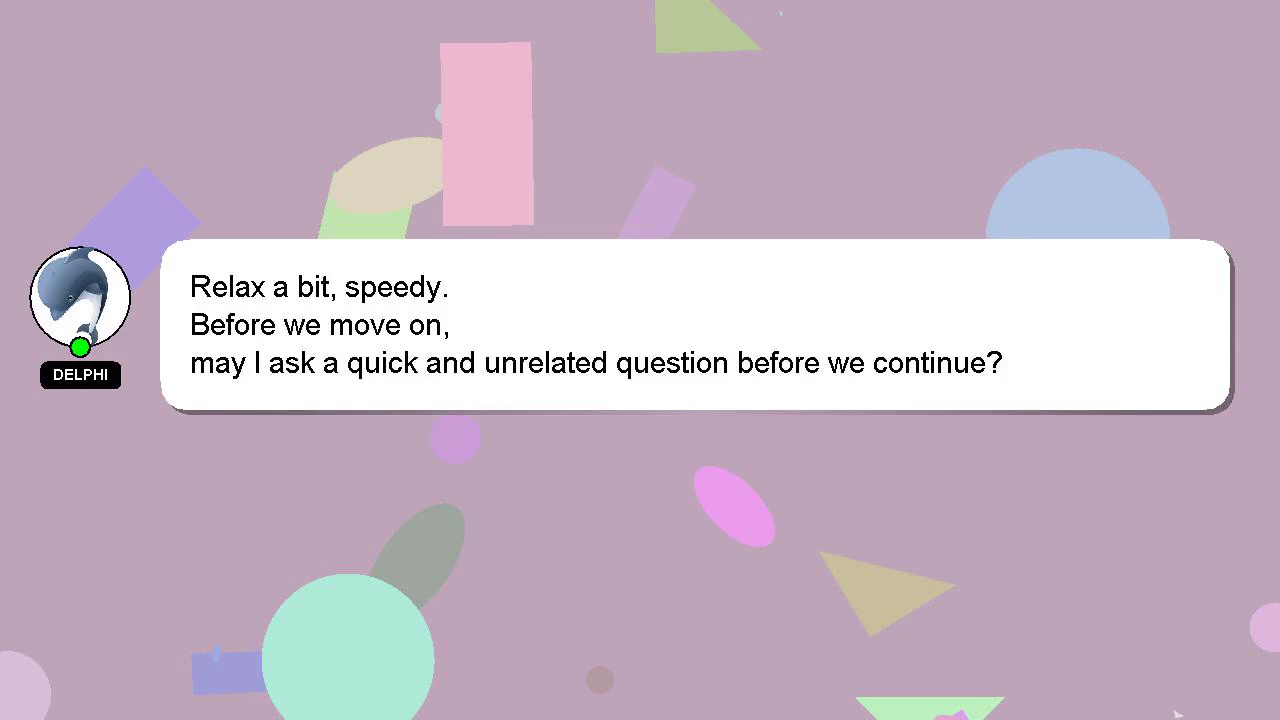 Relax a bit, speedy.
Before we move on,
may I ask a quick and unrelated question before we continue?
DELPHI